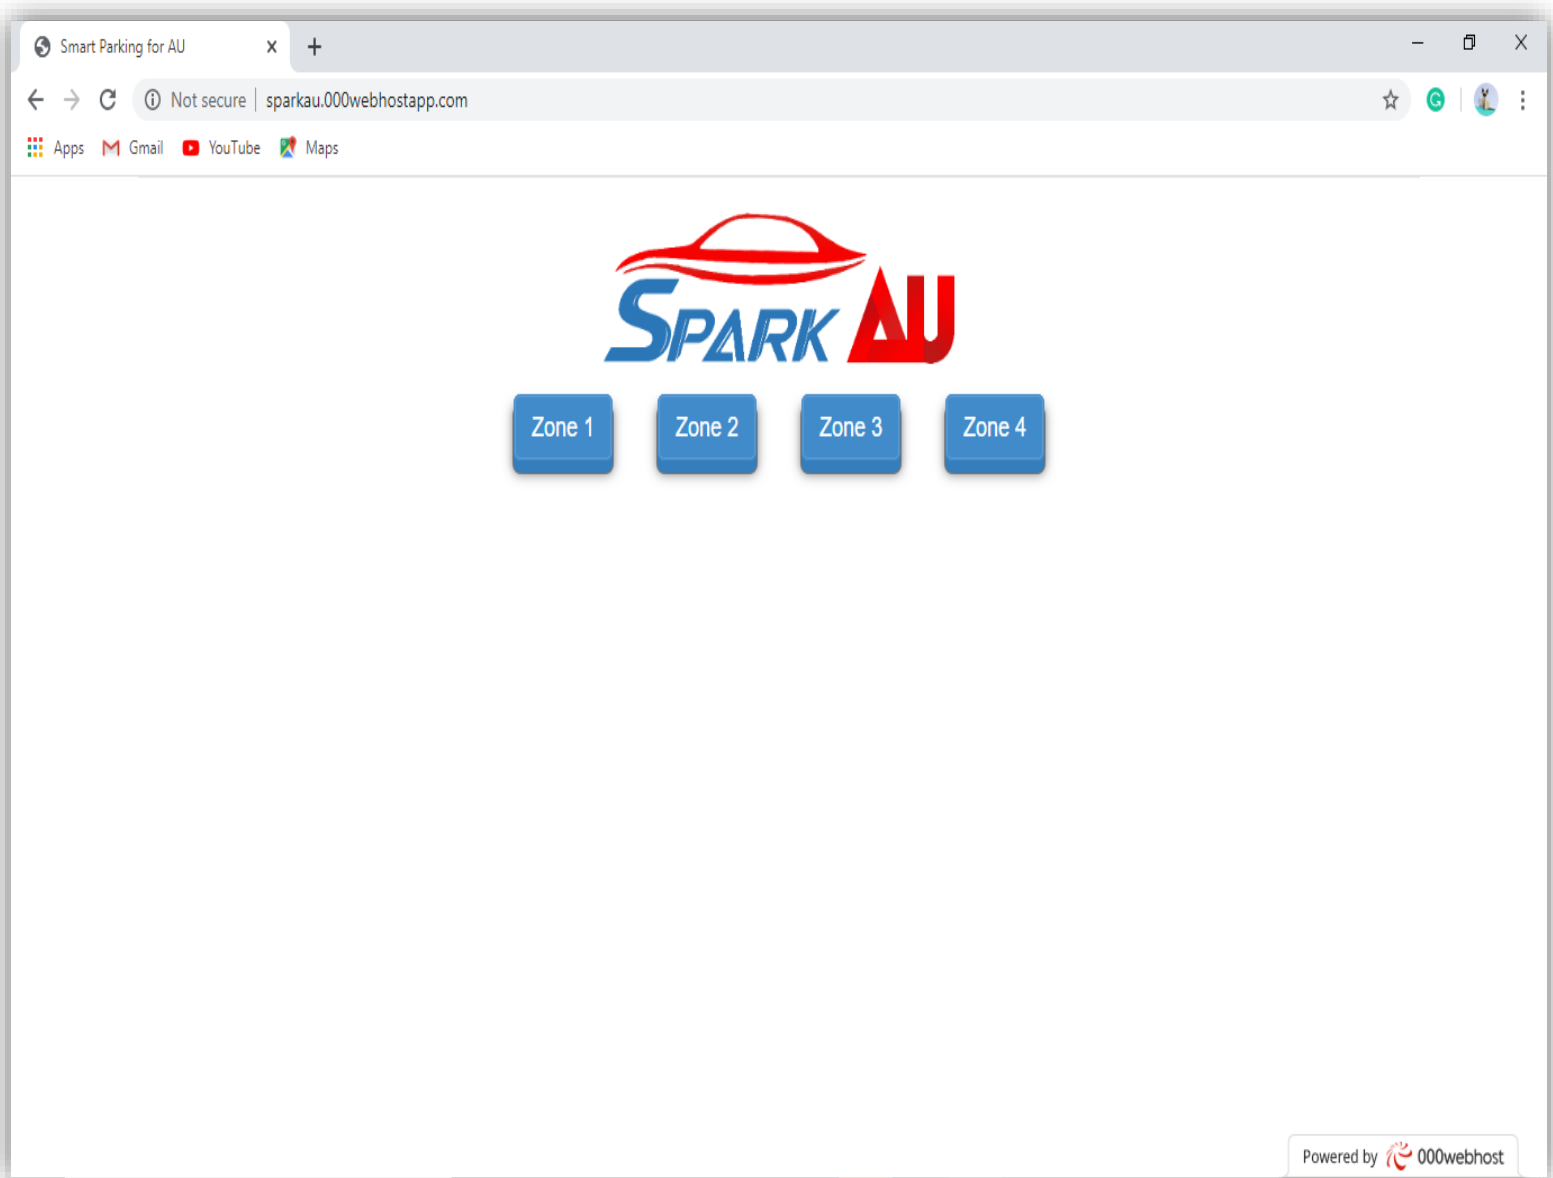 Smart Parking for AU
Not secure sparkau.000webhostapp.com
Apps Gmail YouTube Maps
SPARK AU
Zone 1 Zone 2 Zone 3 Zone 4
Powered by 000webhost